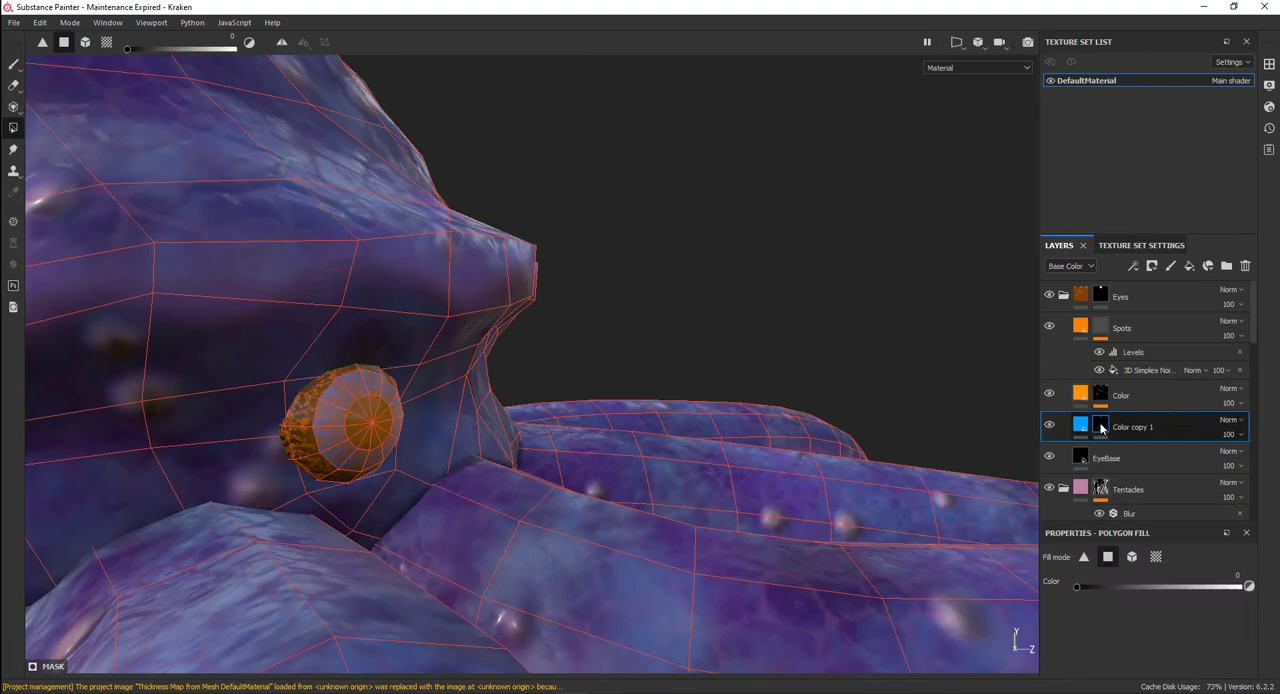 Substance Painter - Maintenance Expired - Kraken
File Edit Mode Window Viewport Python JavaScript Help
0
Material
TEXTURE SET LIST
Settings
DefaultMaterial Main shader
LAYERS TEXTURE SET SETTINGS
Base Color
Eyes Norm
100
Spots Norm
100
Levels
3D Simplex Noi... Norm 100
Color Norm
100
Color copy 1 Norm
100
EyeBase Norm
100
Tentades Norm
100
Blur
PROPERTIES - POLYGON FILL
Fill mode
Color 0
Y
Z
Ps
MASK
[Project management] The project image "Thickness Map from Mesh DefaultMaterial" loaded from <unknown origin> was replaced with the image at <unknown origin> becau...
Cache Disk Usage: 73% | Version: 6.2.2